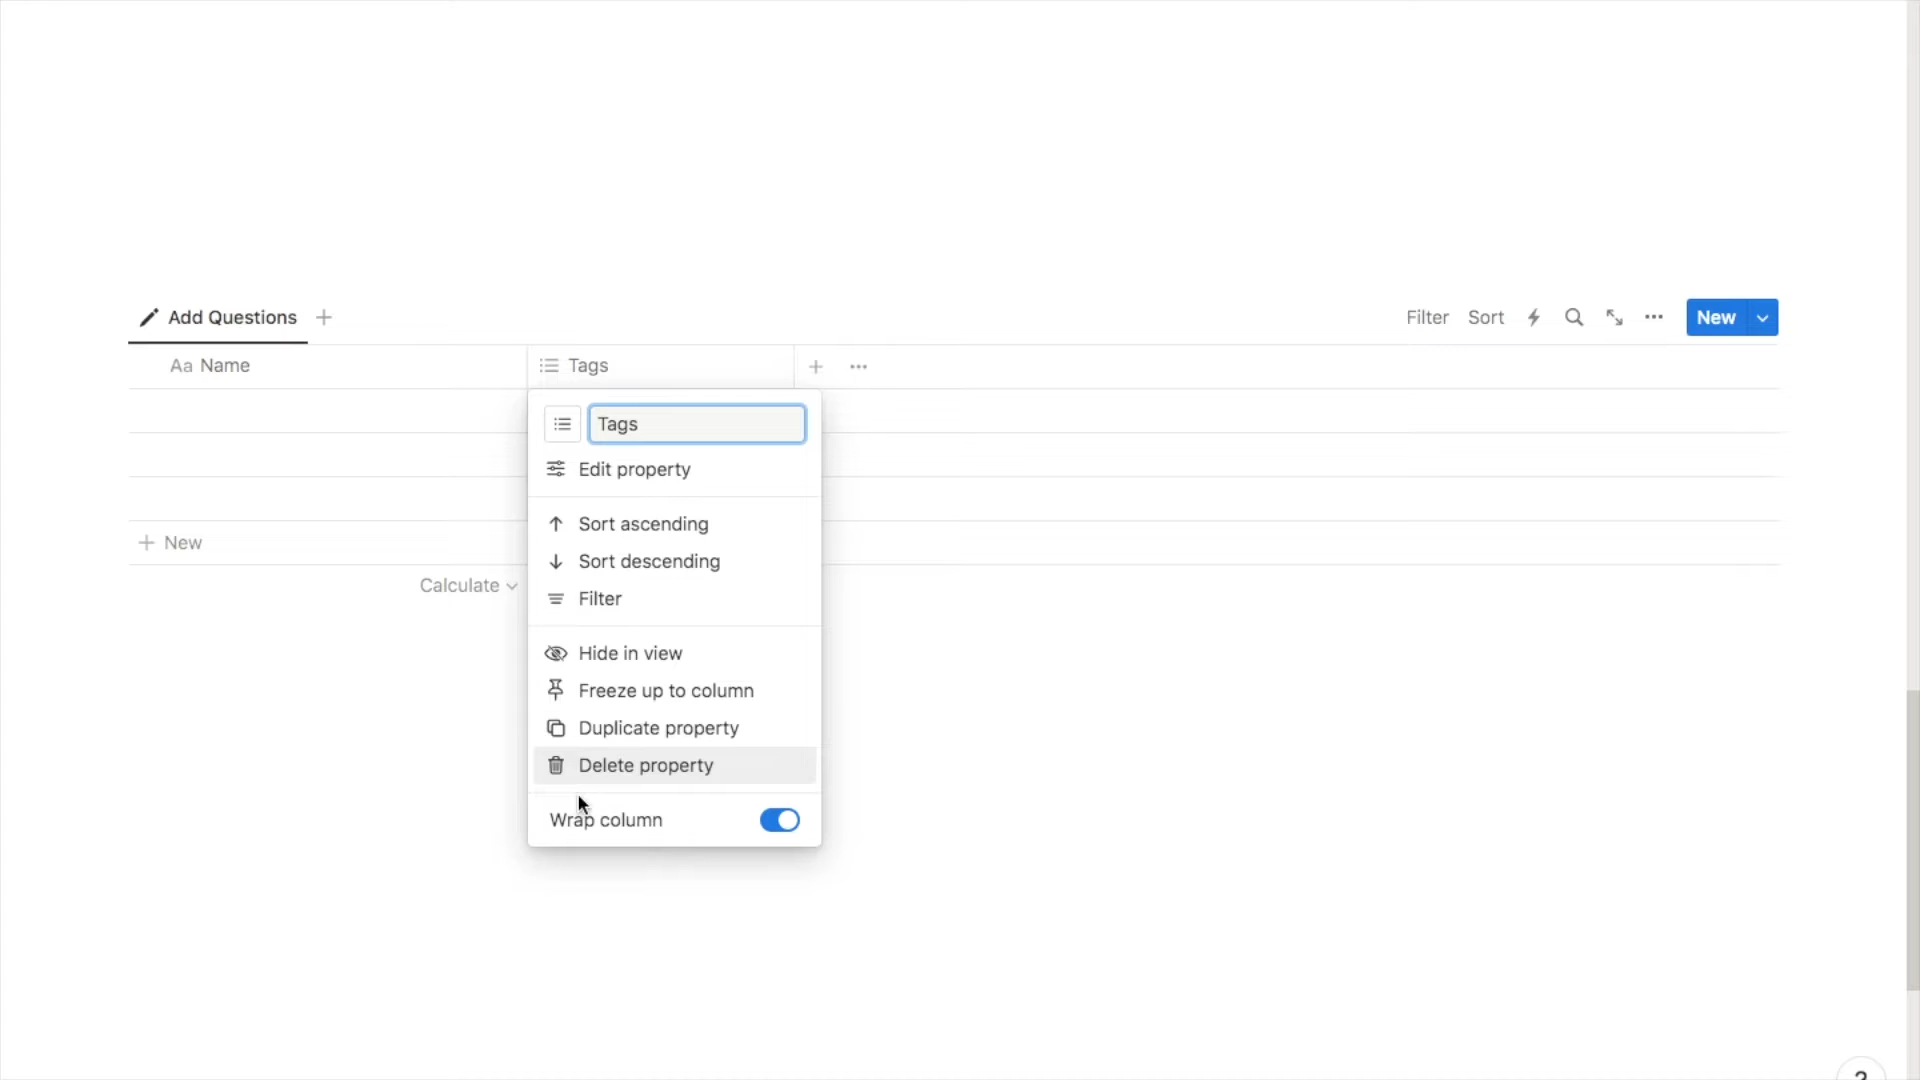 Add Questions
Filter Sort New
Aa Name Tags
Tags
Edit property
Sort ascending
Sort descending
New
Filter
Calculate
Hide in view
Freeze up to column
Duplicate property
Delete property
Wrap column
?